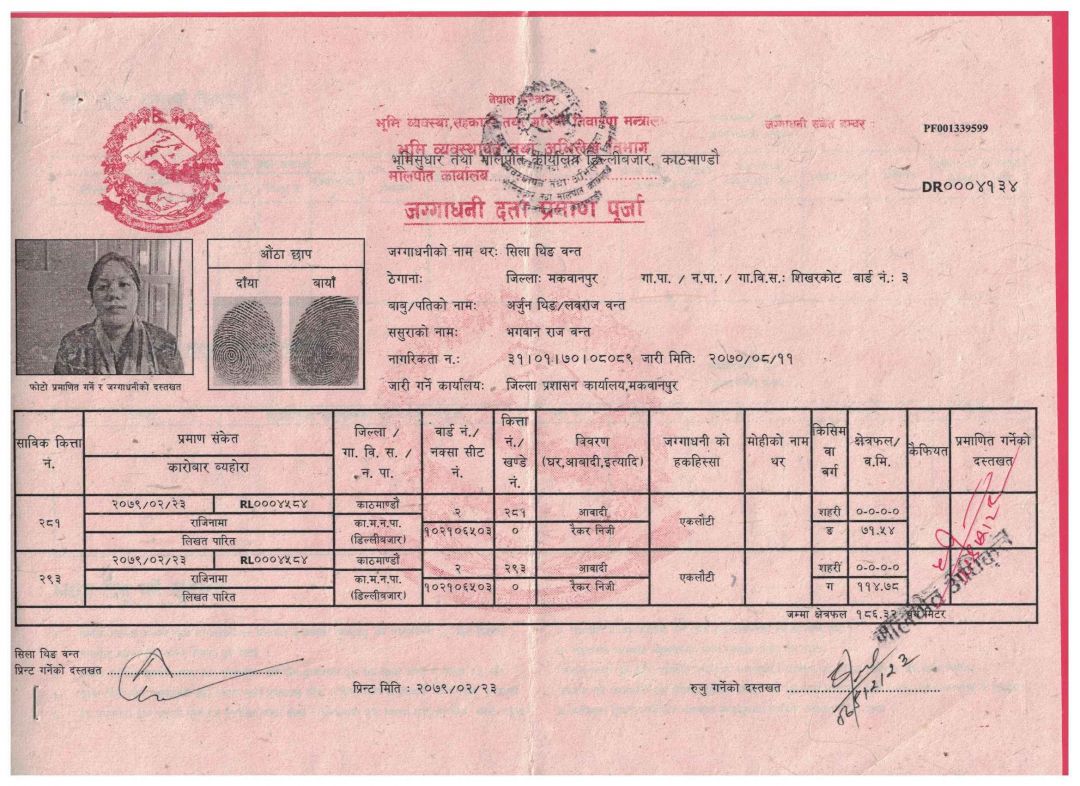 नेपाल सरकार
भूमि व्यवस्था,सहकारी तथा गरिबी निवारण मन्त्रालय
जग्गाधनी संकेत नम्बर :
PF001339599
भूमि व्यवस्थापन तथा अभिलेख विभाग
भूमिसुधार तथा मालपोत कार्यालय डिल्लीबजार, काठमाण्डौ
मालपोत कार्यालय
DR०००४१३४
जग्गाधनी दर्ता प्रमाण पूर्जा
औंठा छाप
दाँया बायाँ
फोटो प्रमाणित गर्ने र जग्गाधनीको दस्तखत
जग्गाधनीको नाम थरः सिला थिङ वन्त
ठेगानाः जिल्लाः मकवानपुर गा.पा. / न.पा. / गा.वि.स.: शिखरकोट वार्ड नं.: ३
बाबु/पतिको नामः अर्जुन थिङ/लवराज वन्त
ससुराको नामः भगवान राज वन्त
नागरिकता न.: ३१।०१।७०।०८०८९ जारी मितिः २०७०/०८/११
जारी गर्ने कार्यालयः जिल्ला प्रशासन कार्यालय,मकवानपुर
साविक कित्ता नं. प्रमाण संकेत जिल्ला / गा. वि. स. / न. पा. वार्ड नं./ नक्सा सीट नं. कित्ता नं./ खण्डे नं. विवरण (घर,आबादी,इत्यादि) जग्गाधनी को हकहिस्सा मोहीको नाम थर किसिम वा बर्ग क्षेत्रफल/ व.मि. कैफियत प्रमाणित गर्नेको दस्तखत
कारोबार व्यहोरा
२०७९/०२/२३ RL०००४५८४ काठमाण्डौ २ २८१ आबादी शहरी ०-०-०-०
२८१ राजिनामा का.म.न.पा. १०२१०६५०३ ० रैकर निजी एकलौटी ङ ७१.५४
लिखत पारित (डिल्लीबजार)
२०७९/०२/२३ RL०००४५८४ काठमाण्डौ २ २९३ आबादी शहरी ०-०-०-०
२९३ राजिनामा का.म.न.पा. १०२१०६५०३ ० रैकर निजी एकलौटी ग ११४.७८
लिखत पारित (डिल्लीबजार)
जम्मा क्षेत्रफल १८६.३२ वर्ग मिटर
मालपोत अधिकृत
सिला थिङ वन्त
प्रिन्ट गर्नेको दस्तखत
प्रिन्ट मिति : २०७९/०२/२३
रुजु गर्नेको दस्तखत